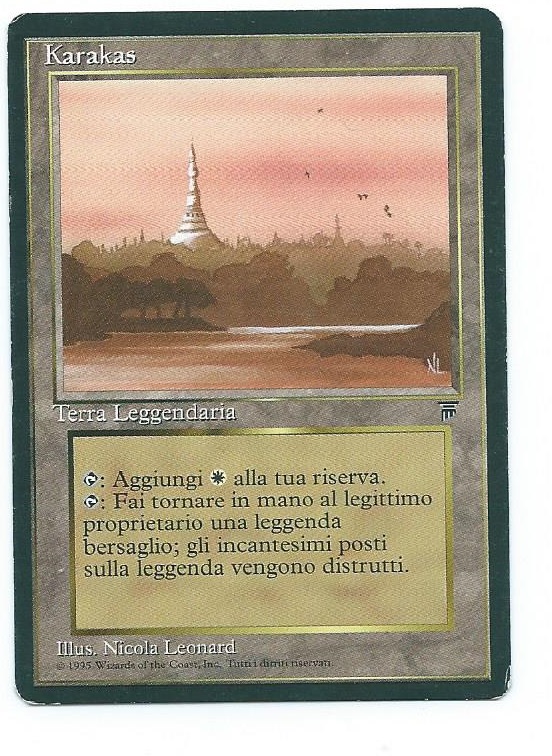 Karakas
NL
Terra Leggendaria
: Aggiungi alla tua riserva.
: Fai tornare in mano al legittimo
proprietario una leggenda
bersaglio; gli incantesimi posti
sulla leggenda vengono distrutti.
Illus. Nicola Leonard
© 1995 Wizards of the Coast, Inc. Tutti i diritti riservati.